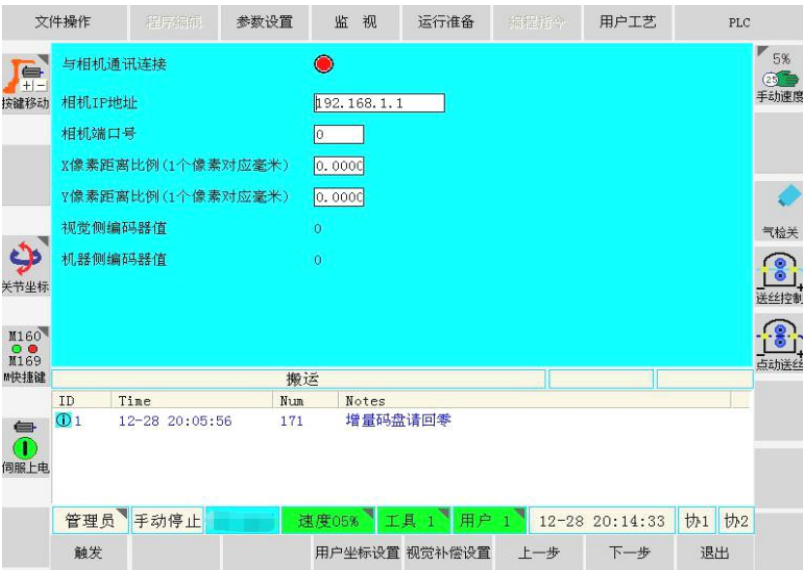 文件操作 程序编辑 参数设置 监 视 运行准备 编程指令 用户工艺 PLC
与相机通讯连接
相机IP地址 192.168.1.1
相机端口号 0
X像素距离比例(1个像素对应毫米) 0.0000
Y像素距离比例(1个像素对应毫米) 0.0000
视觉侧编码器值 0
机器侧编码器值 0
+ -
按键移动
关节坐标
M160
M169
M快捷键
伺服上电
5%
25
手动速度
气检关
- +
送丝控制
- +
点动送丝
搬运
ID Time Num Notes
1 12-28 20:05:56 171 增量码盘请回零
管理员 手动停止 速度05% 工具 1 用户 1 12-28 20:14:33 协1 协2
触发 用户坐标设置 视觉补偿设置 上一步 下一步 退出